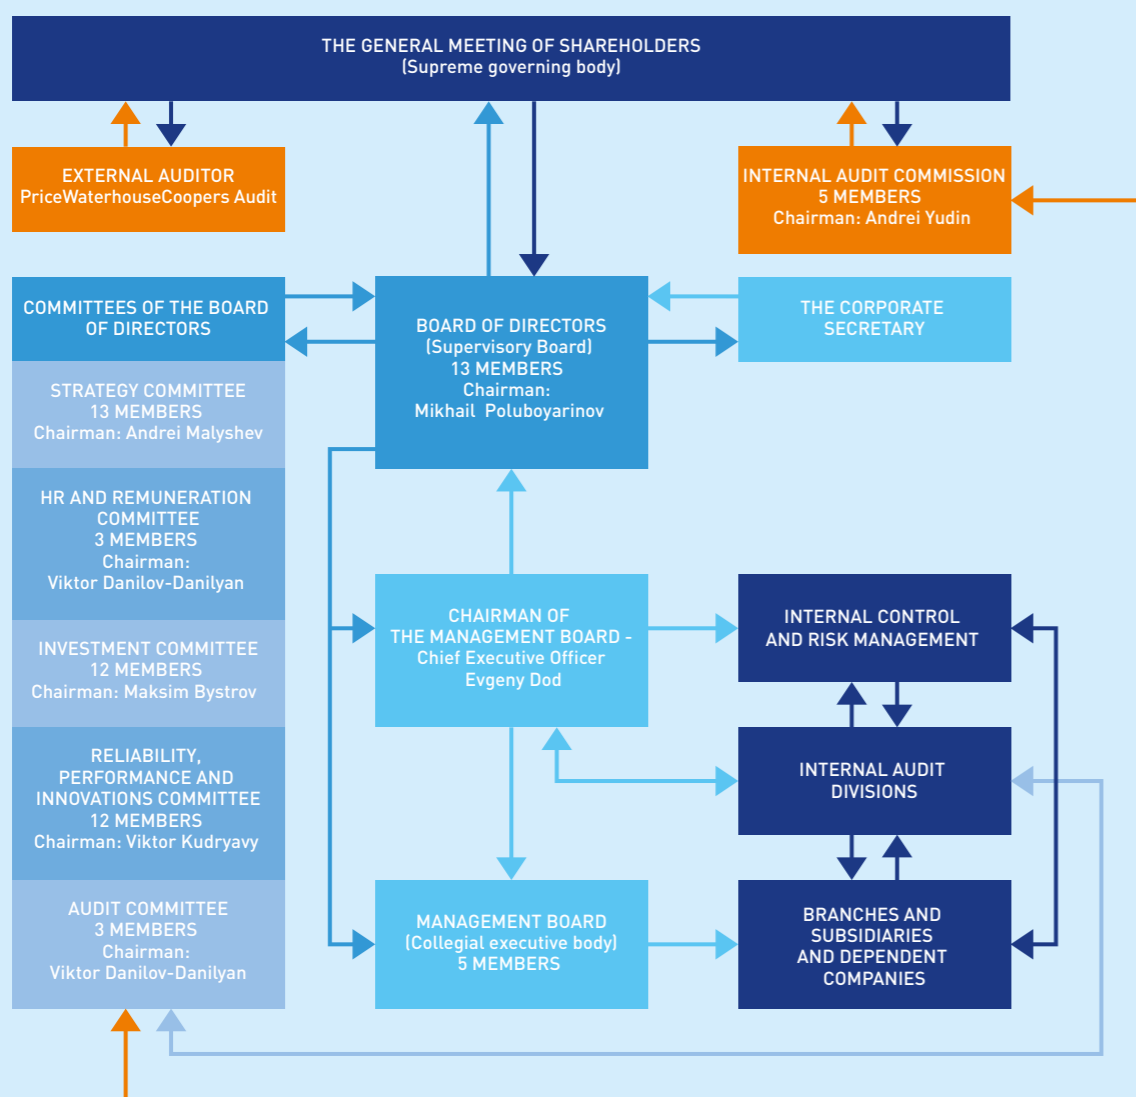 THE GENERAL MEETING OF SHAREHOLDERS
(Supreme governing body)
EXTERNAL AUDITOR
PriceWaterhouseCoopers Audit
INTERNAL AUDIT COMMISSION
5 MEMBERS
Chairman: Andrei Yudin
COMMITTEES OF THE BOARD
OF DIRECTORS
BOARD OF DIRECTORS
(Supervisory Board)
13 MEMBERS
Chairman:
Mikhail Poluboyarinov
THE CORPORATE
SECRETARY
STRATEGY COMMITTEE
13 MEMBERS
Chairman: Andrei Malyshev
HR AND REMUNERATION
COMMITTEE
3 MEMBERS
Chairman:
Viktor Danilov-Danilyan
INVESTMENT COMMITTEE
12 MEMBERS
Chairman: Maksim Bystrov
RELIABILITY,
PERFORMANCE AND
INNOVATIONS COMMITTEE
12 MEMBERS
Chairman: Viktor Kudryavy
AUDIT COMMITTEE
3 MEMBERS
Chairman:
Viktor Danilov-Danilyan
CHAIRMAN OF
THE MANAGEMENT BOARD -
Chief Executive Officer
Evgeny Dod
INTERNAL CONTROL
AND RISK MANAGEMENT
INTERNAL AUDIT
DIVISIONS
MANAGEMENT BOARD
(Collegial executive body)
5 MEMBERS
BRANCHES AND
SUBSIDIARIES
AND DEPENDENT
COMPANIES